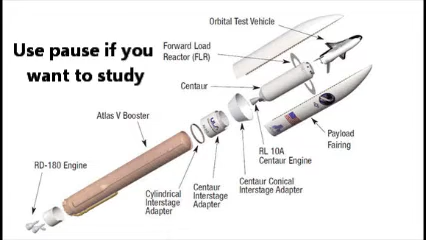 Use pause if you
want to study
Orbital Test Vehicle
Forward Load
Reactor (FLR)
Centaur
Atlas V Booster
RD-180 Engine
Payload
Fairing
RL 10A
Centaur Engine
Centaur Conical
Interstage Adapter
Centaur
Interstage
Adapter
Cylindrical
Interstage
Adapter